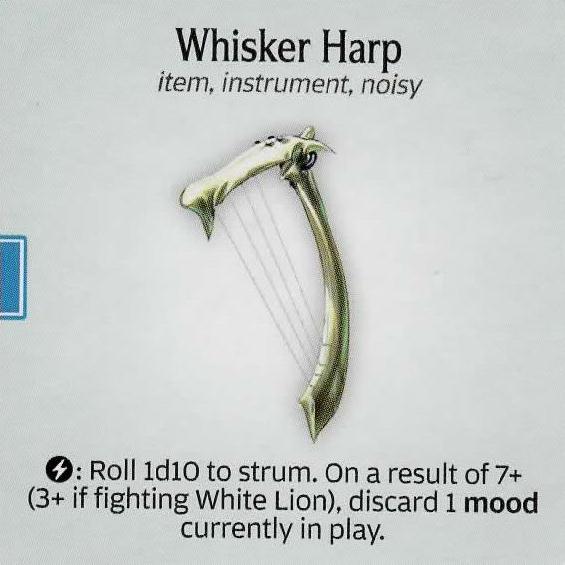 Whisker Harp
item, instrument, noisy
: Roll 1d10 to strum. On a result of 7+
(3+ if fighting White Lion), discard 1 mood
currently in play.